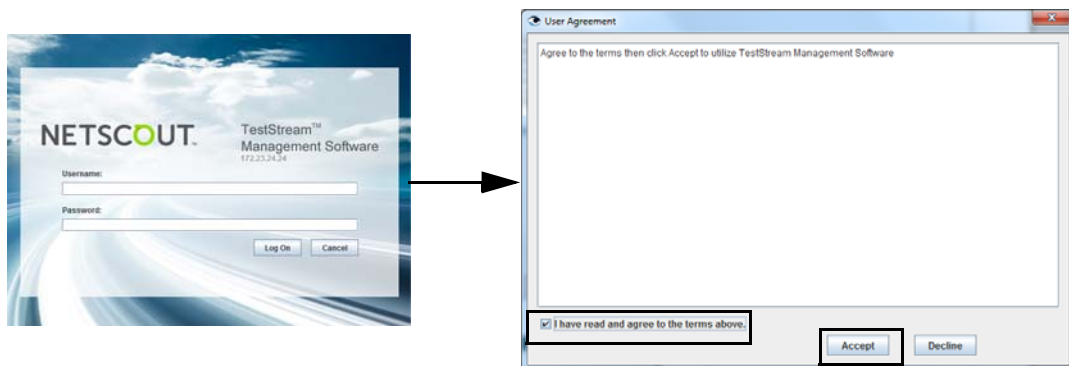 NETSCOUT.
TestStream™
Management Software
172.23.24.24
Username:
Password:
Log On
Cancel
User Agreement
Agree to the terms then click Accept to utilize TestStream Management Software
I have read and agree to the terms above.
Accept
Decline